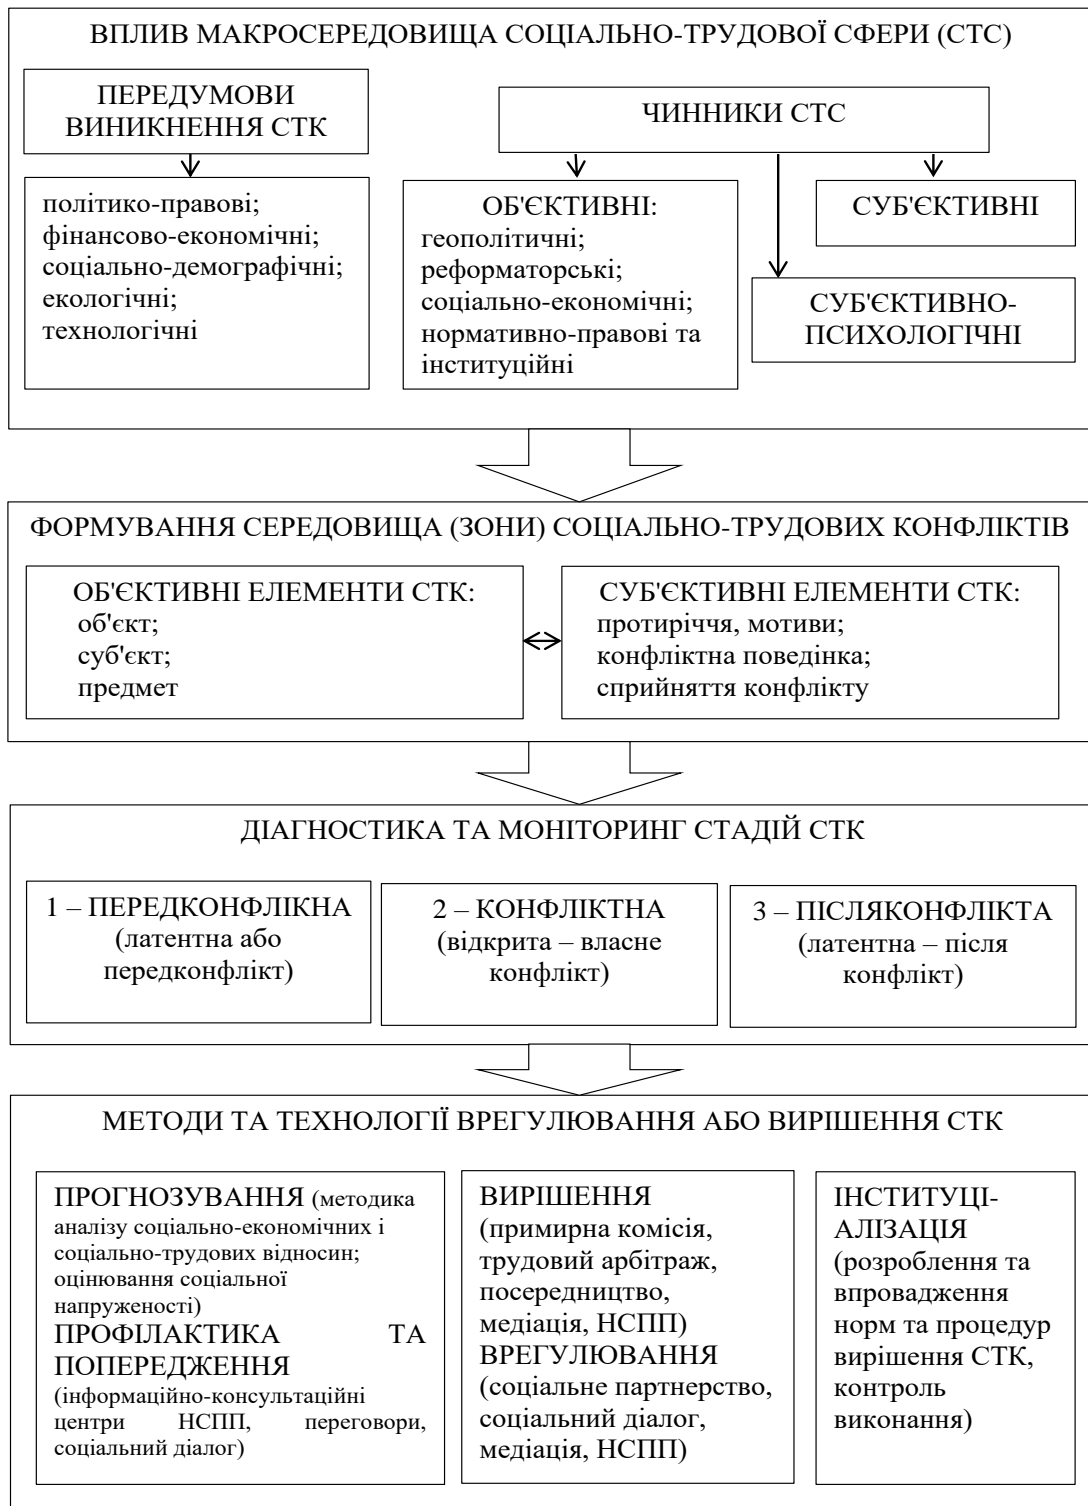 ВПЛИВ МАКРОСЕРЕДОВИЩА СОЦІАЛЬНО-ТРУДОВОЇ СФЕРИ (СТС)
ПЕРЕДУМОВИ
ВИНИКНЕННЯ СТК
політико-правові;
фінансово-економічні;
соціально-демографічні;
екологічні;
технологічні
ЧИННИКИ СТС
ОБ'ЄКТИВНІ:
геополітичні;
реформаторські;
соціально-економічні;
нормативно-правові та
інституційні
СУБ'ЄКТИВНІ
СУБ'ЄКТИВНО-
ПСИХОЛОГІЧНІ
ФОРМУВАННЯ СЕРЕДОВИЩА (ЗОНИ) СОЦІАЛЬНО-ТРУДОВИХ КОНФЛІКТІВ
ОБ'ЄКТИВНІ ЕЛЕМЕНТИ СТК:
об'єкт;
суб'єкт;
предмет
СУБ'ЄКТИВНІ ЕЛЕМЕНТИ СТК:
протиріччя, мотиви;
конфліктна поведінка;
сприйняття конфлікту
ДІАГНОСТИКА ТА МОНІТОРИНГ СТАДІЙ СТК
1 – ПЕРЕДКОНФЛІКНА
(латентна або
передконфлікт)
2 – КОНФЛІКТНА
(відкрита – власне
конфлікт)
3 – ПІСЛЯКОНФЛІКТА
(латентна – після
конфлікт)
МЕТОДИ ТА ТЕХНОЛОГІЇ ВРЕГУЛЮВАННЯ АБО ВИРІШЕННЯ СТК
ПРОГНОЗУВАННЯ (методика
аналізу соціально-економічних і
соціально-трудових відносин;
оцінювання соціальної
напруженості)
ПРОФІЛАКТИКА ТА
ПОПЕРЕДЖЕННЯ
(інформаційно-консультаційні
центри НСПП, переговори,
соціальний діалог)
ВИРІШЕННЯ
(примирна комісія,
трудовий арбітраж,
посередництво,
медіація, НСПП)
ВРЕГУЛЮВАННЯ
(соціальне партнерство,
соціальний діалог,
медіація, НСПП)
ІНСТИТУЦІ-
АЛІЗАЦІЯ
(розроблення та
впровадження
норм та процедур
вирішення СТК,
контроль
виконання)